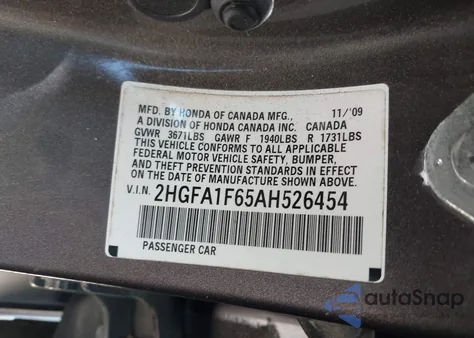 MFD. BY HONDA OF CANADA MFG., 11/'09
A DIVISION OF HONDA CANADA INC. CANADA
GVWR 3671LBS GAWR F 1940LBS R 1731LBS
THIS VEHICLE CONFORMS TO ALL APPLICABLE
FEDERAL MOTOR VEHICLE SAFETY, BUMPER,
AND THEFT PREVENTION STANDARDS IN EFFECT
ON THE DATE OF MANUFACTURE SHOWN ABOVE.
V.I.N. 2HGFA1F65AH526454
PASSENGER CAR
autoSnap